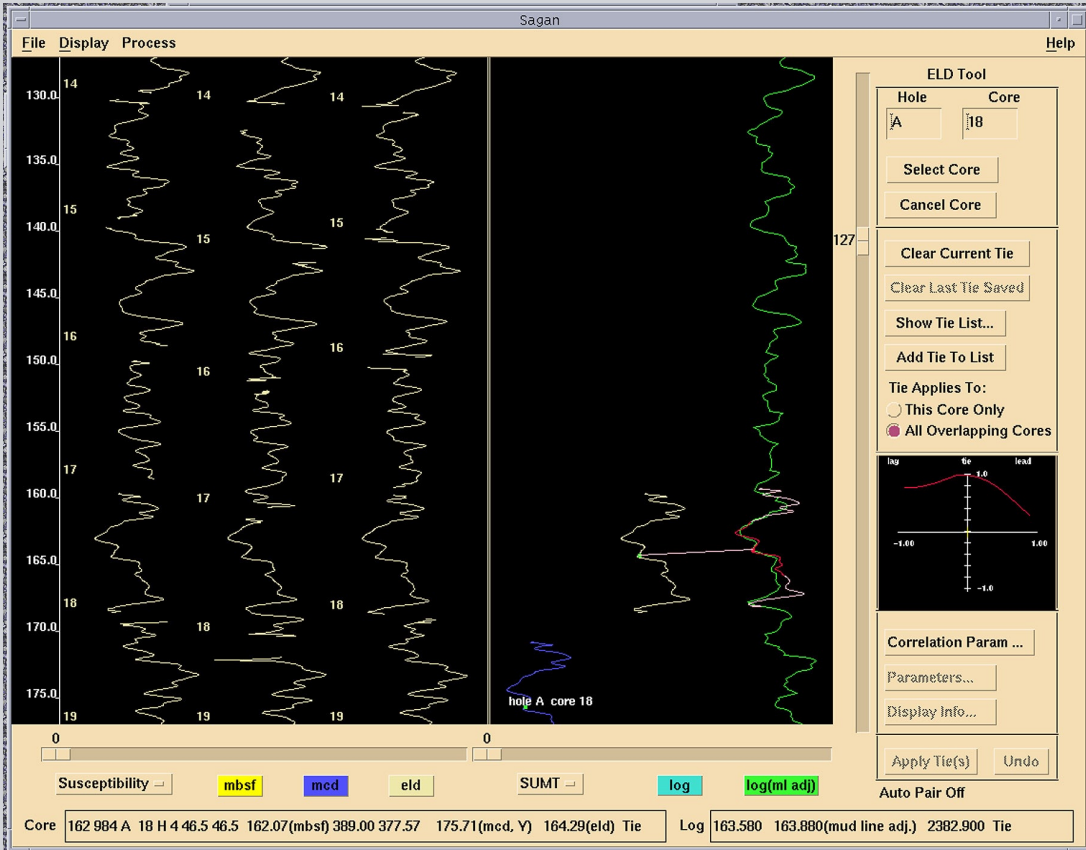 Sagan
File Display Process Help
ELD Tool
Hole Core
A 18
Select Core
Cancel Core
Clear Current Tie
Clear Last Tie Saved
Show Tie List...
Add Tie To List
Tie Applies To:
This Core Only
All Overlapping Cores
lag tie lead
1.0
-1.00 1.00
-1.0
Correlation Param ...
Parameters...
Display Info...
Apply Tie(s) Undo
Auto Pair Off
127
130.0
135.0
140.0
145.0
150.0
155.0
160.0
165.0
170.0
175.0
14 14 14
15 15 15
16 16 16
17 17 17
18 18 18
19 19 19
hole A core 18
0 0
Susceptibility mbsf mcd eld SUMT log log(ml adj)
Core 162 984 A 18 H 4 46.5 46.5 162.07(mbsf) 389.00 377.57 175.71(mcd, Y) 164.29(eld) Tie Log 163.580 163.880(mud line adj.) 2382.900 Tie